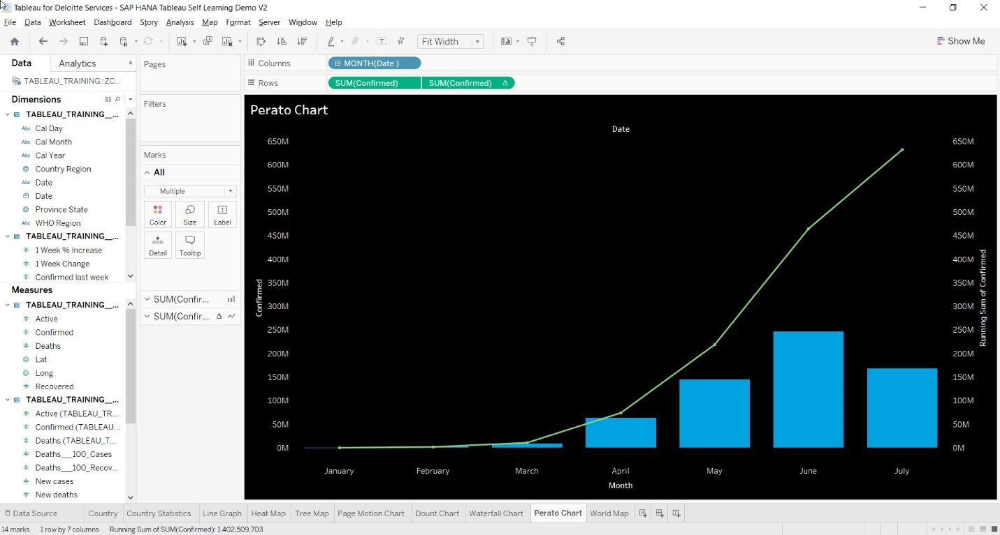 Tableau for Deloitte Services - SAP HANA Tableau Self Learning Demo V2
File Data Worksheet Dashboard Story Analysis Map Format Server Window Help
T Fit Width Show Me
Data Analytics
TABLEAU_TRAINING::ZC...
Dimensions
TABLEAU_TRAINING__...
Abc Cal Day
Abc Cal Month
Abc Cal Year
Country Region
Abc Date
Date
Province State
Abc WHO Region
TABLEAU_TRAINING__...
# 1 Week % Increase
# 1 Week Change
# Confirmed last week
Measures
TABLEAU_TRAINING__...
# Active
# Confirmed
# Deaths
Lat
Long
# Recovered
TABLEAU_TRAINING__...
# Active (TABLEAU_TR...
# Confirmed (TABLEAU...
# Deaths (TABLEAU_T...
# Deaths___100_Cases
# Deaths___100_Recov...
# New cases
# New deaths
Pages
Filters
Marks
All
Multiple
Color Size Label
Detail Tooltip
SUM(Confir...
SUM(Confir... Δ
Columns MONTH(Date )
Rows SUM(Confirmed) SUM(Confirmed) Δ
Perato Chart
Date
650M 650M
600M 600M
550M 550M
500M 500M
450M 450M
400M 400M
350M 350M
300M 300M
250M 250M
200M 200M
150M 150M
100M 100M
50M 50M
0M 0M
Confirmed
Running Sum of Confirmed
January February March April May June July
Month
Data Source Country Country Statistics Line Graph Heat Map Tree Map Page Motion Chart Dount Chart Waterfall Chart Perato Chart World Map
14 marks 1 row by 7 columns Running Sum of SUM(Confirmed): 1,402,509,703